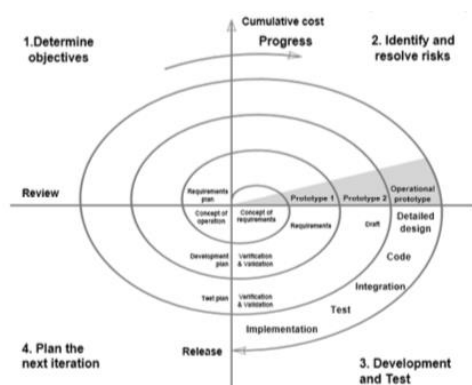 Cumulative cost
1.Determine
objectives
Progress
2. Identify and
resolve risks
Review
Requirements
plan
Prototype 1
Prototype 2
Operational
prototype
Concept of
operation
Concept of
requirements
Requirements
Draft
Detailed
design
Development
plan
Verification
& Validation
Code
Test plan
Verification
& Validation
Integration
Test
Implementation
4. Plan the
next iteration
Release
3. Development
and Test